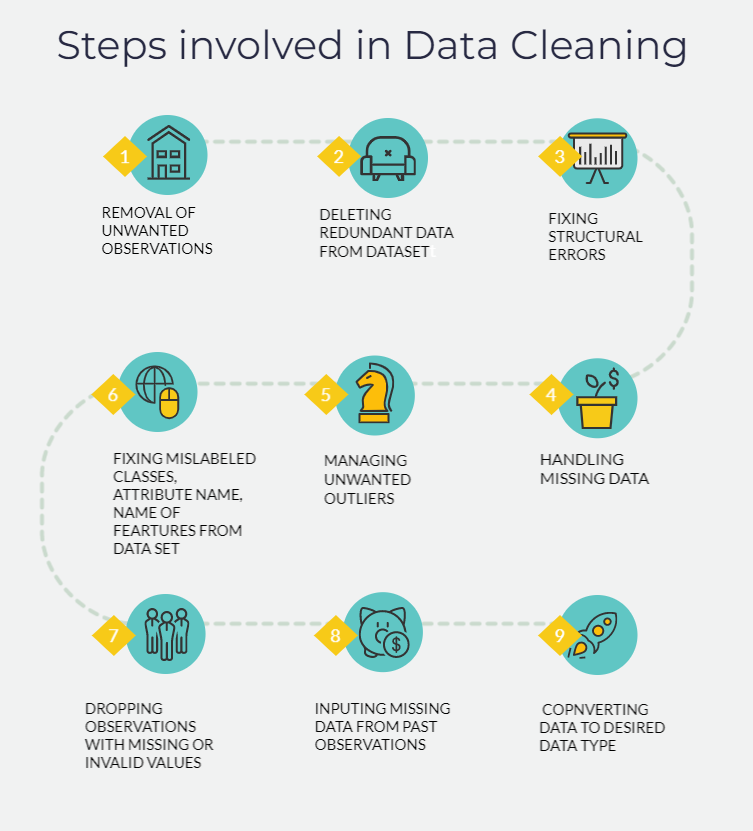 Steps involved in Data Cleaning
1
REMOVAL OF
UNWANTED
OBSERVATIONS
2
DELETING
REDUNDANT DATA
FROM DATASET
3
FIXING
STRUCTURAL
ERRORS
4
HANDLING
MISSING DATA
5
MANAGING
UNWANTED
OUTLIERS
6
FIXING MISLABELED
CLASSES,
ATTRIBUTE NAME,
NAME OF
FEARTURES FROM
DATA SET
7
DROPPING
OBSERVATIONS
WITH MISSING OR
INVALID VALUES
8
INPUTING MISSING
DATA FROM PAST
OBSERVATIONS
9
COPNVERTING
DATA TO DESIRED
DATA TYPE